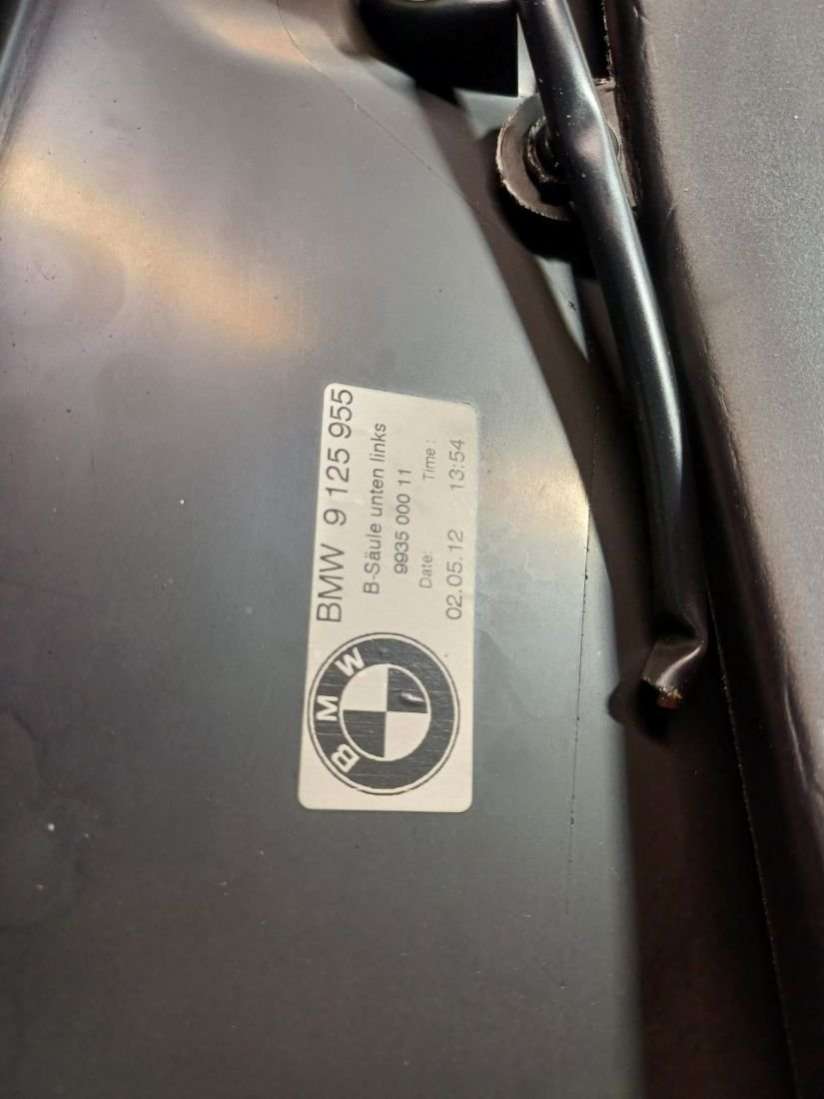 BMW 9 125 955
B-Säule unten links
9935 000 11
Date: Time:
02.05.12 13:54
BMW